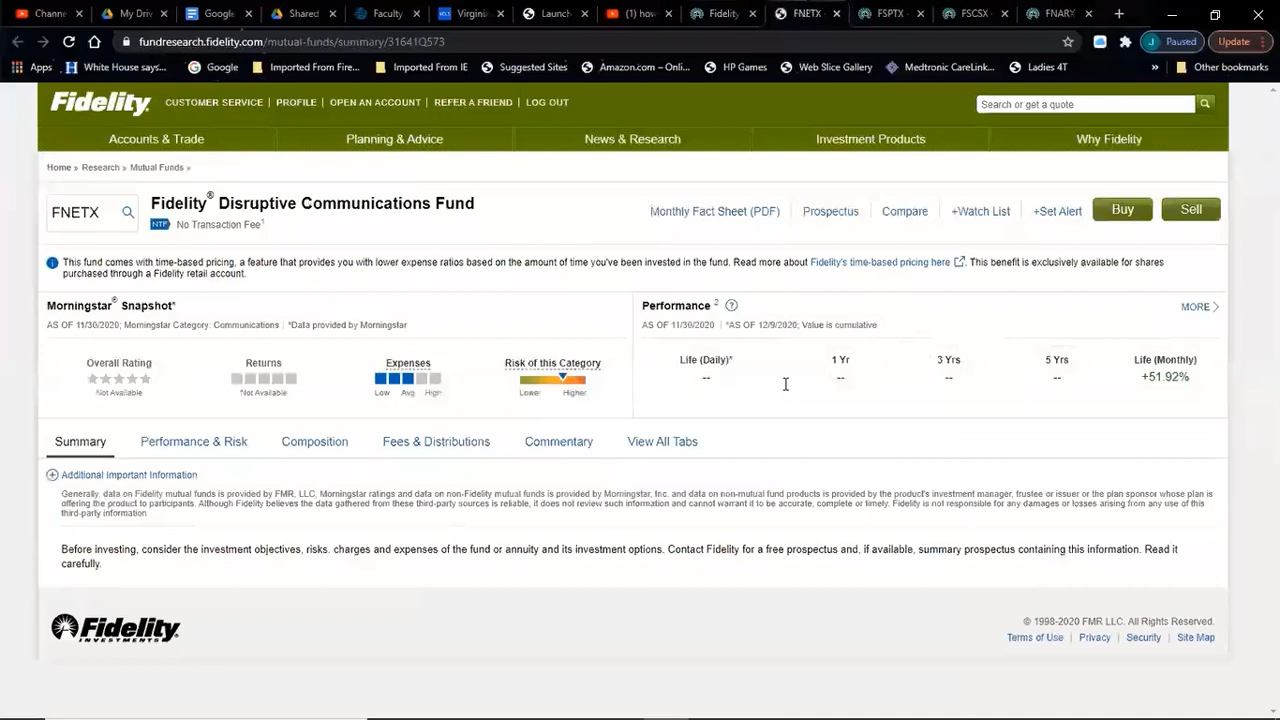 Channe
My Driv
Google
Shared
Faculty
Virgini
Launch
(1) how
Fidelity
FNETX
FSYFX
FSCSX
FNARX
fundresearch.fidelity.com/mutual-funds/summary/31641Q573
J Paused
Update
Apps
White House says...
Google
Imported From Fire...
Imported From IE
Suggested Sites
Amazon.com – Onli...
HP Games
Web Slice Gallery
Medtronic CareLink...
Ladies 4T
»
Other bookmarks
Fidelity
CUSTOMER SERVICE | PROFILE | OPEN AN ACCOUNT | REFER A FRIEND | LOG OUT
Search or get a quote
Accounts & Trade
Planning & Advice
News & Research
Investment Products
Why Fidelity
Home » Research » Mutual Funds »
FNETX
Fidelity® Disruptive Communications Fund
NTF No Transaction Fee1
Monthly Fact Sheet (PDF)
Prospectus
Compare
+Watch List
+Set Alert
Buy
Sell
This fund comes with time-based pricing, a feature that provides you with lower expense ratios based on the amount of time you've been invested in the fund. Read more about Fidelity's time-based pricing here. This benefit is exclusively available for shares
purchased through a Fidelity retail account.
Morningstar® Snapshot*
AS OF 11/30/2020; Morningstar Category: Communications | *Data provided by Morningstar
Overall Rating
Not Available
Returns
Not Available
Expenses
Low Avg High
Risk of this Category
Lower Higher
Performance 2 ?
MORE
AS OF 11/30/2020 | *AS OF 12/9/2020; Value is cumulative
Life (Daily)* 1 Yr 3 Yrs 5 Yrs Life (Monthly)
-- -- -- -- +51.92%
Summary
Performance & Risk
Composition
Fees & Distributions
Commentary
View All Tabs
Additional Important Information
Generally, data on Fidelity mutual funds is provided by FMR, LLC, Morningstar ratings and data on non-Fidelity mutual funds is provided by Morningstar, Inc. and data on non-mutual fund products is provided by the product's investment manager, trustee or issuer or the plan sponsor whose plan is
offering the product to participants. Although Fidelity believes the data gathered from these third-party sources is reliable, it does not review such information and cannot warrant it to be accurate, complete or timely. Fidelity is not responsible for any damages or losses arising from any use of this
third-party information
Before investing, consider the investment objectives, risks, charges and expenses of the fund or annuity and its investment options. Contact Fidelity for a free prospectus and, if available, summary prospectus containing this information. Read it
carefully.
Fidelity
INVESTMENTS
© 1998-2020 FMR LLC. All Rights Reserved.
Terms of Use | Privacy | Security | Site Map